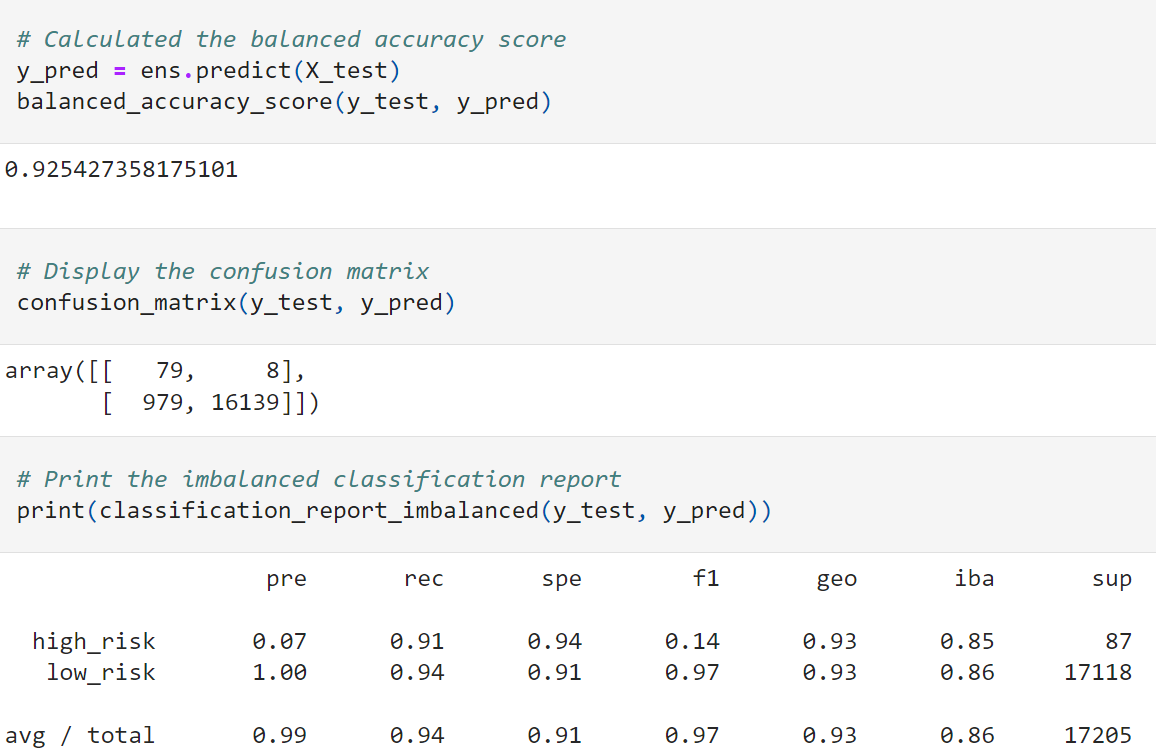 # Calculated the balanced accuracy score
y_pred = ens.predict(X_test)
balanced_accuracy_score(y_test, y_pred)
0.925427358175101
# Display the confusion matrix
confusion_matrix(y_test, y_pred)
array([[   79,     8],
       [  979, 16139]])
# Print the imbalanced classification report
print(classification_report_imbalanced(y_test, y_pred))
                   pre       rec       spe        f1       geo       iba       sup
  high_risk       0.07      0.91      0.94      0.14      0.93      0.85        87
   low_risk       1.00      0.94      0.91      0.97      0.93      0.86     17118
avg / total       0.99      0.94      0.91      0.97      0.93      0.86     17205